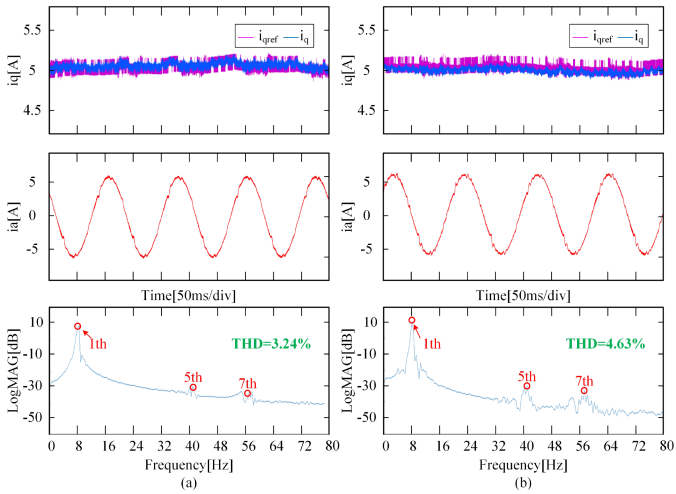 5.5
5
4.5
iq[A]
iqref
iq
5
0
-5
ia[A]
Time[50ms/div]
10
-10
-30
-50
LogMAG[dB]
1th
5th
7th
THD=3.24%
0 8 16 24 32 40 48 56 64 72 80
Frequency[Hz]
(a)
5.5
5
4.5
iq[A]
iqref
iq
5
0
-5
ia[A]
Time[50ms/div]
10
-10
-30
-50
LogMAG[dB]
1th
5th
7th
THD=4.63%
0 8 16 24 32 40 48 56 64 72 80
Frequency[Hz]
(b)